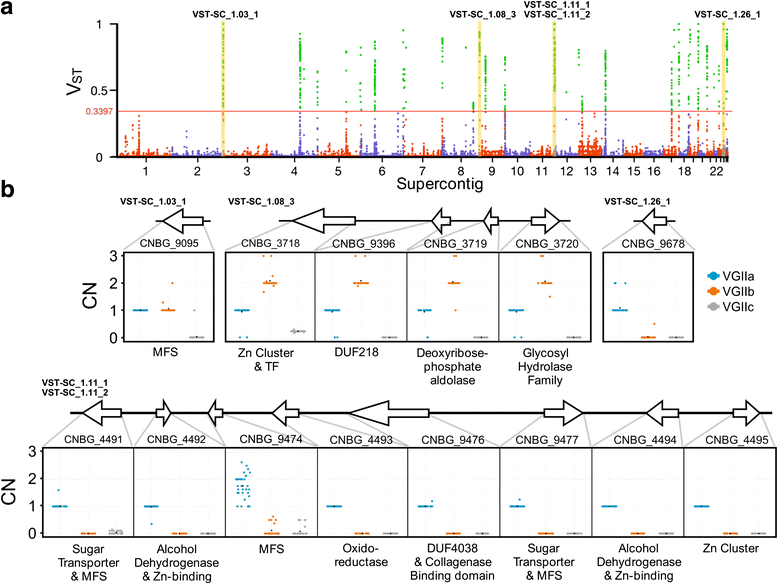 a
VST-SC_1.03_1
VST-SC_1.08_3
VST-SC_1.11_1
VST-SC_1.11_2
VST-SC_1.26_1
1
0.5
0.3397
0
VST
1 2 3 4 5 6 7 8 9 10 11 12 13 14 15 16 18 19 22
Supercontig
b
VST-SC_1.03_1
VST-SC_1.08_3
VST-SC_1.26_1
CNBG_9095
CNBG_3718
CNBG_9396
CNBG_3719
CNBG_3720
CNBG_9678
3
2
1
0
CN
VGIIa
VGIIb
VGIIc
MFS
Zn Cluster
& TF
DUF218
Deoxyribose-
phosphate
aldolase
Glycosyl
Hydrolase
Family
VST-SC_1.11_1
VST-SC_1.11_2
CNBG_4491
CNBG_4492
CNBG_9474
CNBG_4493
CNBG_9476
CNBG_9477
CNBG_4494
CNBG_4495
3
2
1
0
CN
Sugar
Transporter
& MFS
Alcohol
Dehydrogenase
& Zn-binding
MFS
Oxido-
reductase
DUF4038
& Collagenase
Binding domain
Sugar
Transporter
& MFS
Alcohol
Dehydrogenase
& Zn-binding
Zn Cluster